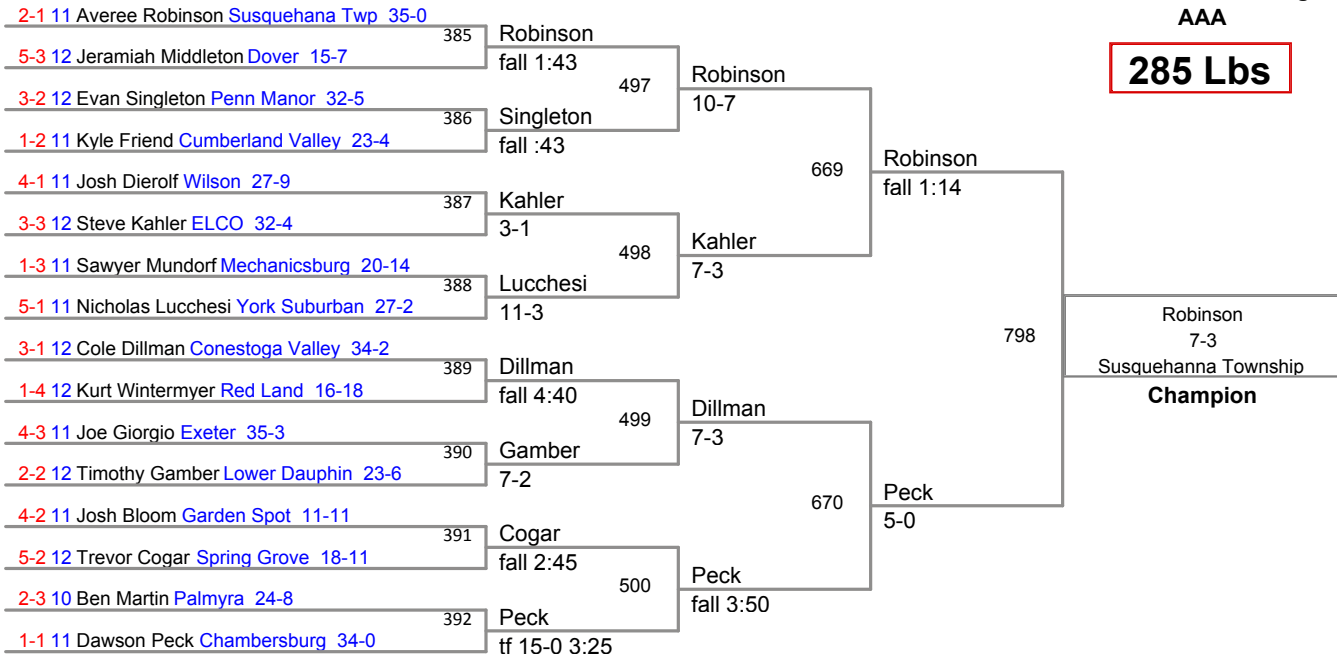 2-1 11 Averee Robinson Susquehana Twp 35-0
385
5-3 12 Jeramiah Middleton Dover 15-7
3-2 12 Evan Singleton Penn Manor 32-5
386
1-2 11 Kyle Friend Cumberland Valley 23-4
4-1 11 Josh Dierolf Wilson 27-9
387
3-3 12 Steve Kahler ELCO 32-4
1-3 11 Sawyer Mundorf Mechanicsburg 20-14
388
5-1 11 Nicholas Lucchesi York Suburban 27-2
3-1 12 Cole Dillman Conestoga Valley 34-2
389
1-4 12 Kurt Wintermyer Red Land 16-18
4-3 11 Joe Giorgio Exeter 35-3
390
2-2 12 Timothy Gamber Lower Dauphin 23-6
4-2 11 Josh Bloom Garden Spot 11-11
391
5-2 12 Trevor Cogar Spring Grove 18-11
2-3 10 Ben Martin Palmyra 24-8
392
1-1 11 Dawson Peck Chambersburg 34-0
Robinson
fall 1:43
497
Singleton
fall :43
Kahler
3-1
498
Lucchesi
11-3
Dillman
fall 4:40
499
Gamber
7-2
Cogar
fall 2:45
500
Peck
tf 15-0 3:25
Robinson
10-7
669
Kahler
7-3
Dillman
7-3
670
Peck
fall 3:50
Robinson
fall 1:14
798
Peck
5-0
AAA
285 Lbs
Robinson
7-3
Susquehanna Township
Champion